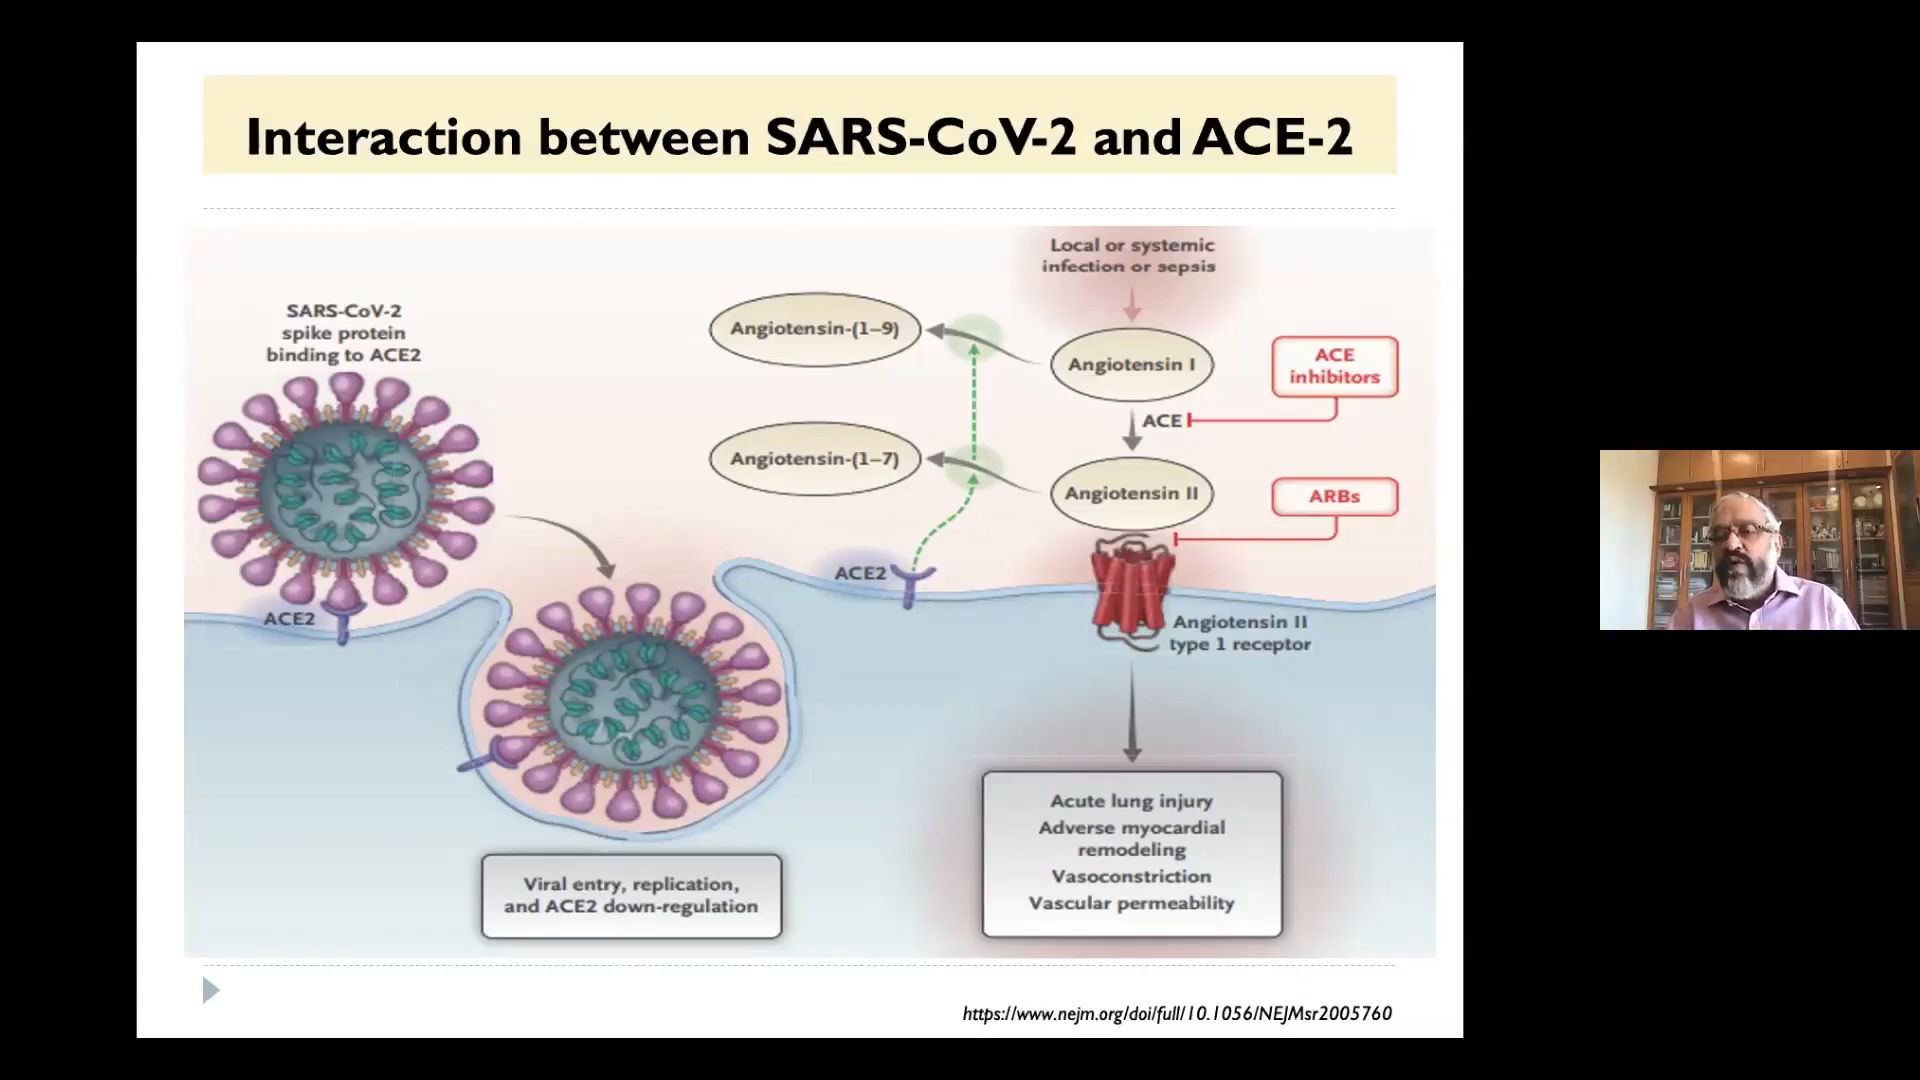 Interaction between SARS-CoV-2 and ACE-2
Local or systemic
infection or sepsis
SARS-CoV-2
spike protein
binding to ACE2
Angiotensin-(1–9)
Angiotensin I
ACE
inhibitors
ACE
Angiotensin-(1–7)
Angiotensin II
ARBs
ACE2
ACE2
Angiotensin II
type 1 receptor
Acute lung injury
Adverse myocardial
remodeling
Vasoconstriction
Vascular permeability
Viral entry, replication,
and ACE2 down-regulation
https://www.nejm.org/doi/full/10.1056/NEJMsr2005760